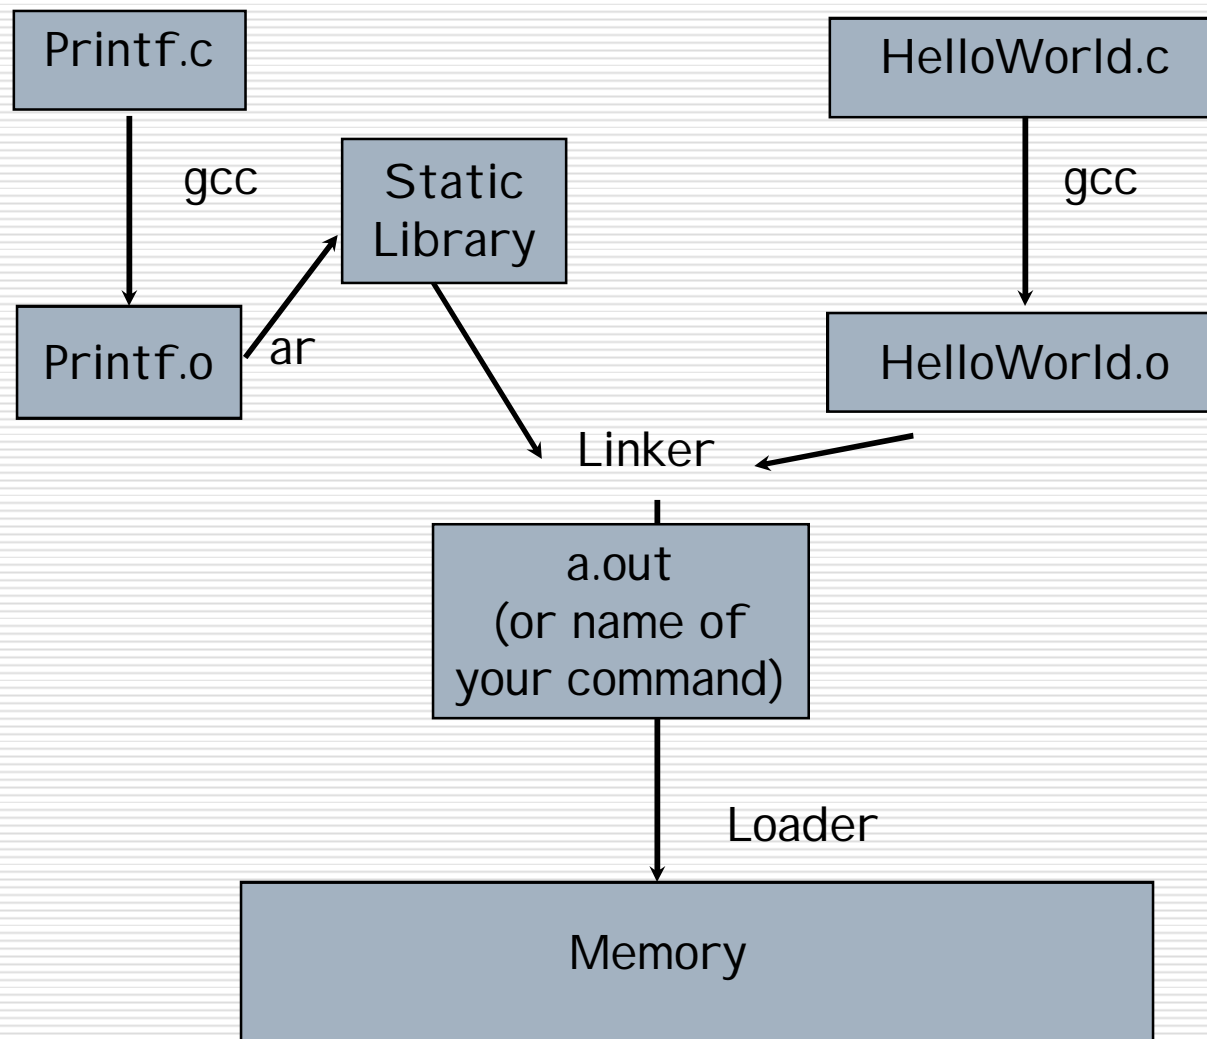 Printf.c
HelloWorld.c
gcc
Static
Library
gcc
Printf.o
ar
HelloWorld.o
Linker
a.out
(or name of
your command)
Loader
Memory